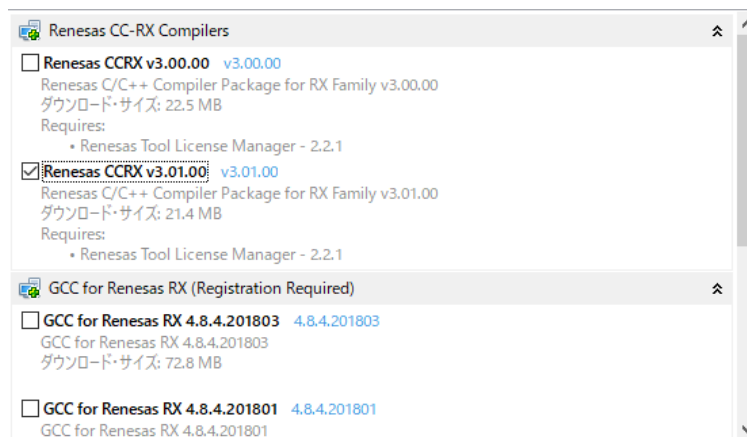 Renesas CC-RX Compilers
Renesas CCRX v3.00.00 v3.00.00
Renesas C/C++ Compiler Package for RX Family v3.00.00
ダウンロード・サイズ: 22.5 MB
Requires:
• Renesas Tool License Manager - 2.2.1
Renesas CCRX v3.01.00 v3.01.00
Renesas C/C++ Compiler Package for RX Family v3.01.00
ダウンロード・サイズ: 21.4 MB
Requires:
• Renesas Tool License Manager - 2.2.1
GCC for Renesas RX (Registration Required)
GCC for Renesas RX 4.8.4.201803 4.8.4.201803
GCC for Renesas RX 4.8.4.201803
ダウンロード・サイズ: 72.8 MB
GCC for Renesas RX 4.8.4.201801 4.8.4.201801
GCC for Renesas RX 4.8.4.201801